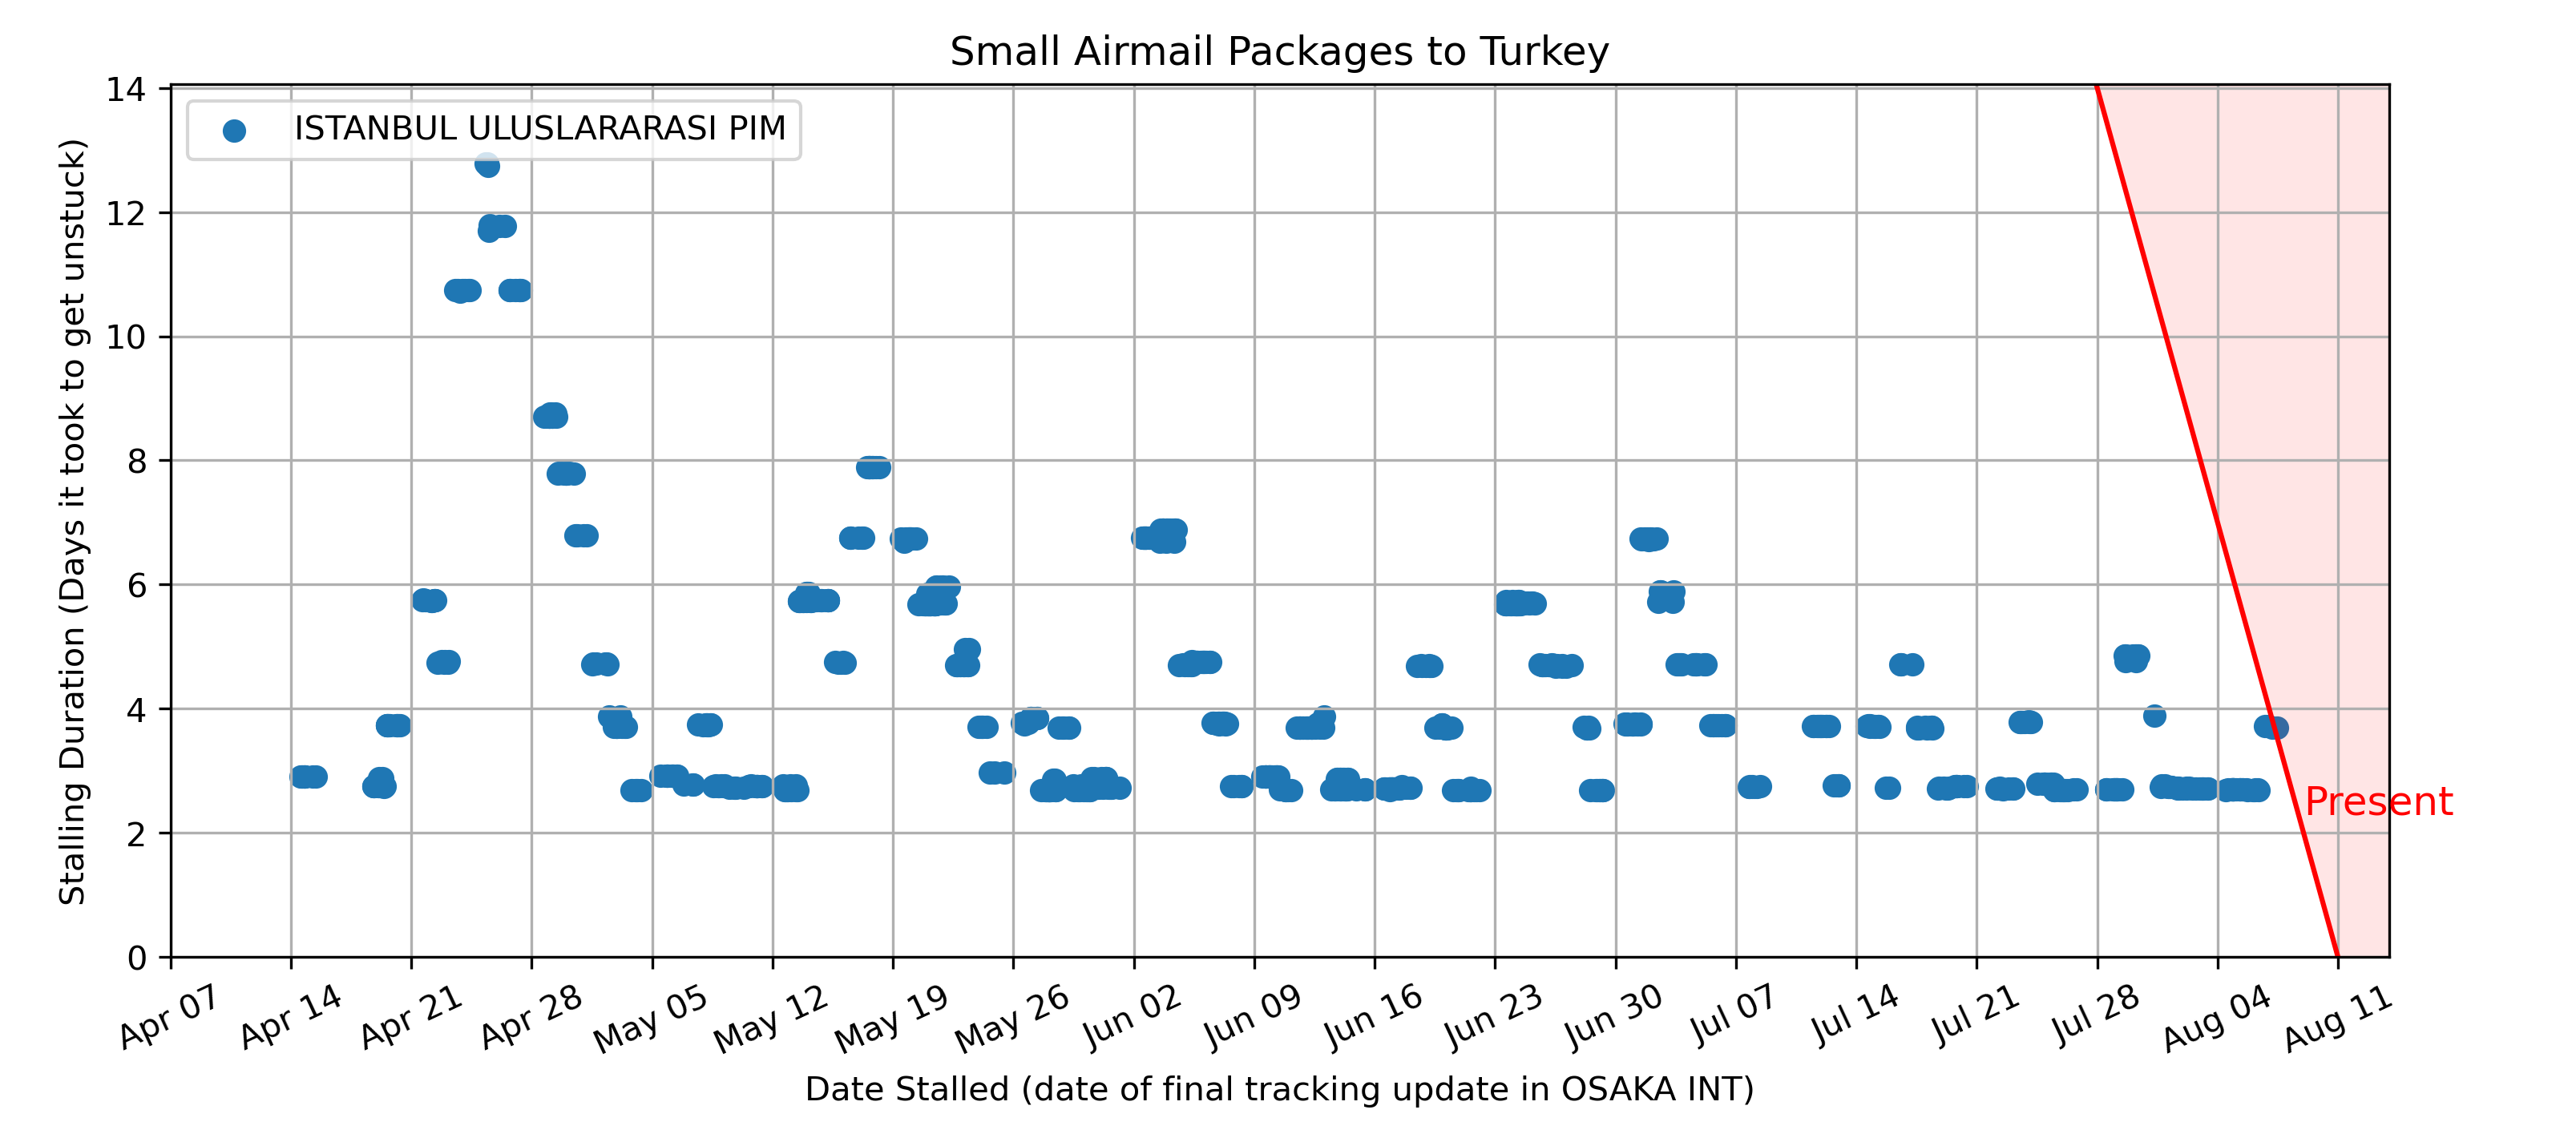 Small Airmail Packages to Turkey
ISTANBUL ULUSLARARASI PIM
Stalling Duration (Days it took to get unstuck)
14
12
10
8
6
4
2
0
Present
Apr 07
Apr 14
Apr 21
Apr 28
May 05
May 12
May 19
May 26
Jun 02
Jun 09
Jun 16
Jun 23
Jun 30
Jul 07
Jul 14
Jul 21
Jul 28
Aug 04
Aug 11
Date Stalled (date of final tracking update in OSAKA INT)